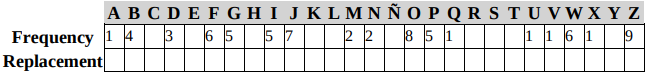 A B C D E F G H I J K L M N Ñ O P Q R S T U V W X Y Z
Frequency 1 4 3 6 5 5 7 2 2 8 5 1 1 1 6 1 9
Replacement